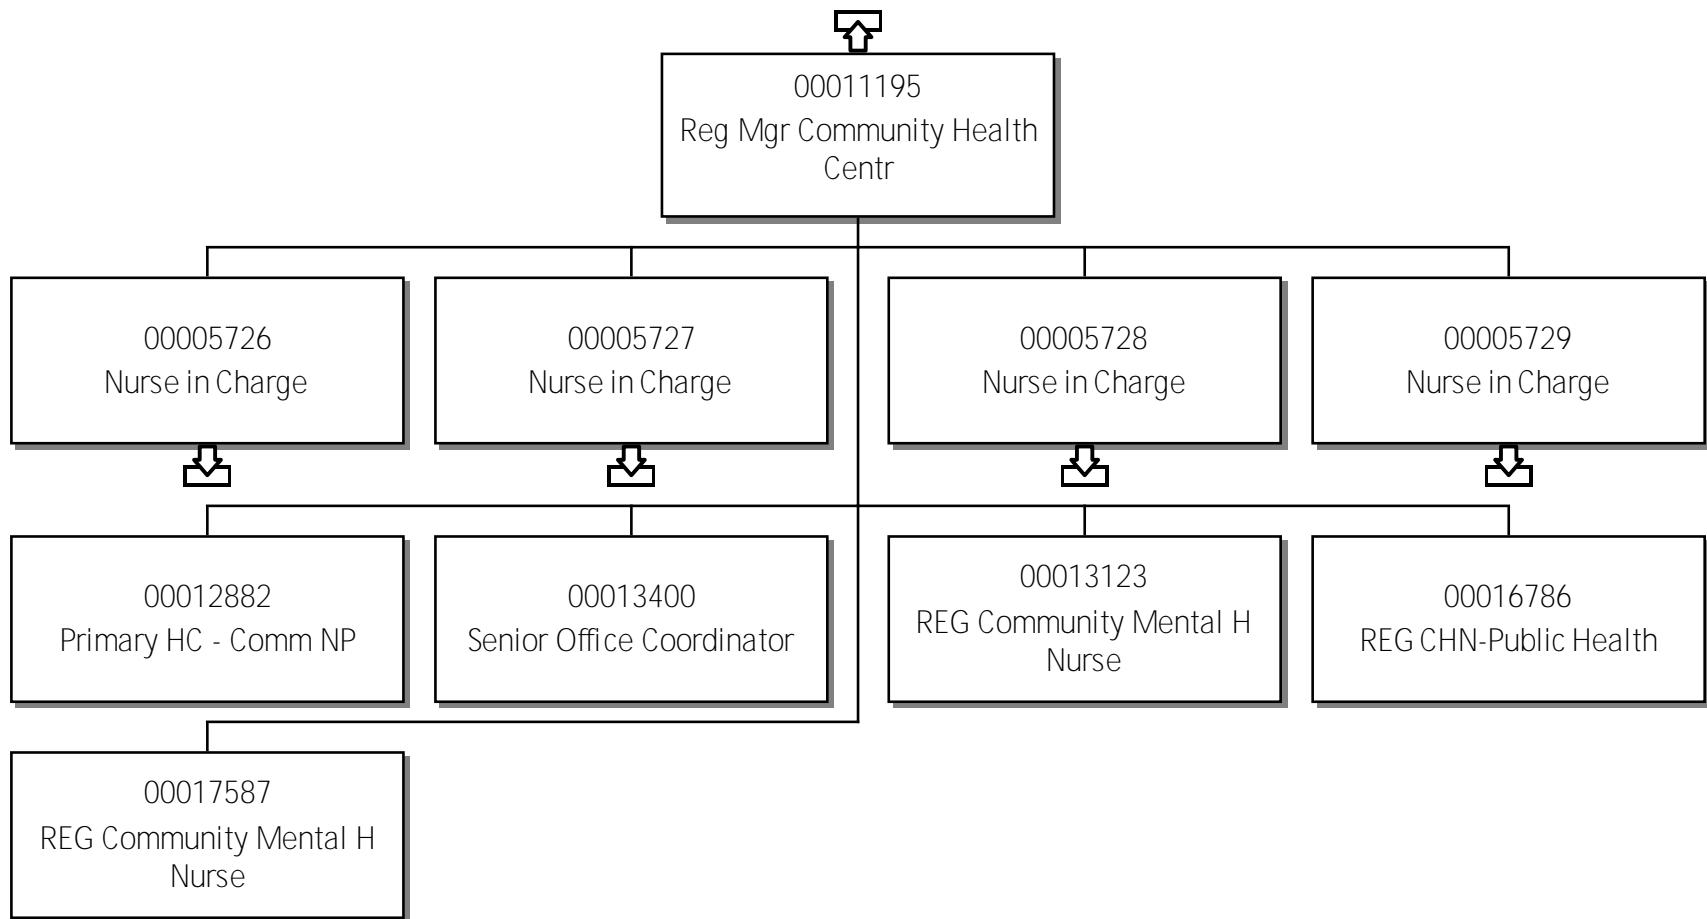 00011195
Reg Mgr Community Health
Centr
00005726
Nurse in Charge
00005727
Nurse in Charge
00005728
Nurse in Charge
00005729
Nurse in Charge
00012882
Primary HC - Comm NP
00013400
Senior Office Coordinator
00013123
REG Community Mental H
Nurse
00016786
REG CHN-Public Health
00017587
REG Community Mental H
Nurse